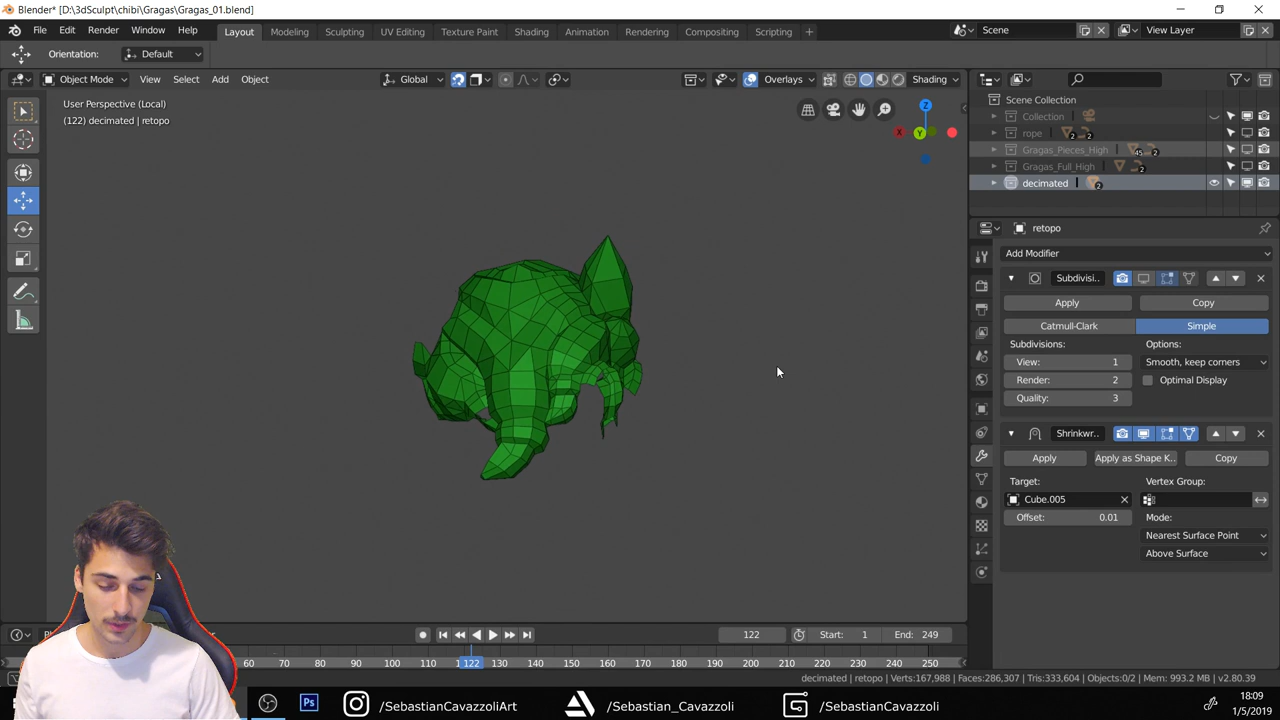 Blender* [D:\3dSculpt\chibi\Gragas\Gragas_01.blend]
File Edit Render Window Help Layout Modeling Sculpting UV Editing Texture Paint Shading Animation Rendering Compositing Scripting + Scene View Layer
Orientation: Default
Object Mode View Select Add Object Global Overlays Shading
User Perspective (Local)
(122) decimated | retopo
X Y Z
Scene Collection
Collection
rope 2 2
Gragas_Pieces_High 45 2
Gragas_Full_High 2
decimated 2
retopo
Add Modifier
Subdivisi..
Apply Copy
Catmull-Clark Simple
Subdivisions: Options:
View: 1 Smooth, keep corners
Render: 2 Optimal Display
Quality: 3
Shrinkwr..
Apply Apply as Shape K.. Copy
Target: Vertex Group:
Cube.005
Offset: 0.01 Mode:
Nearest Surface Point
Above Surface
122 Start: 1 End: 249
60 70 80 90 100 110 122 130 140 150 160 170 180 190 200 210 220 230 240 250
decimated | retopo | Verts:167,988 | Faces:286,307 | Tris:333,604 | Objects:0/2 | Mem: 993.2 MB | v2.80.39
Ps /SebastianCavazzoliArt /Sebastian_Cavazzoli /SebastianCavazzoli
18:09
1/5/2019